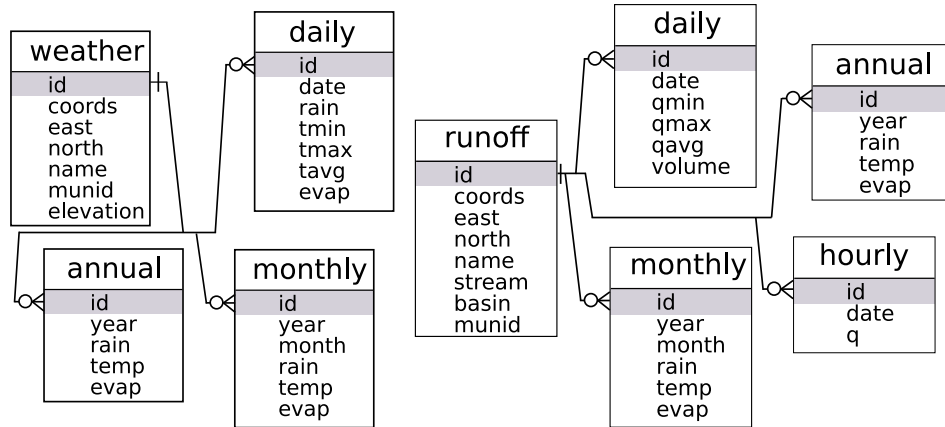 weather
id
coords
east
north
name
munid
elevation
daily
id
date
rain
tmin
tmax
tavg
evap
annual
id
year
rain
temp
evap
monthly
id
year
month
rain
temp
evap
runoff
id
coords
east
north
name
stream
basin
munid
daily
id
date
qmin
qmax
qavg
volume
annual
id
year
rain
temp
evap
monthly
id
year
month
rain
temp
evap
hourly
id
date
q